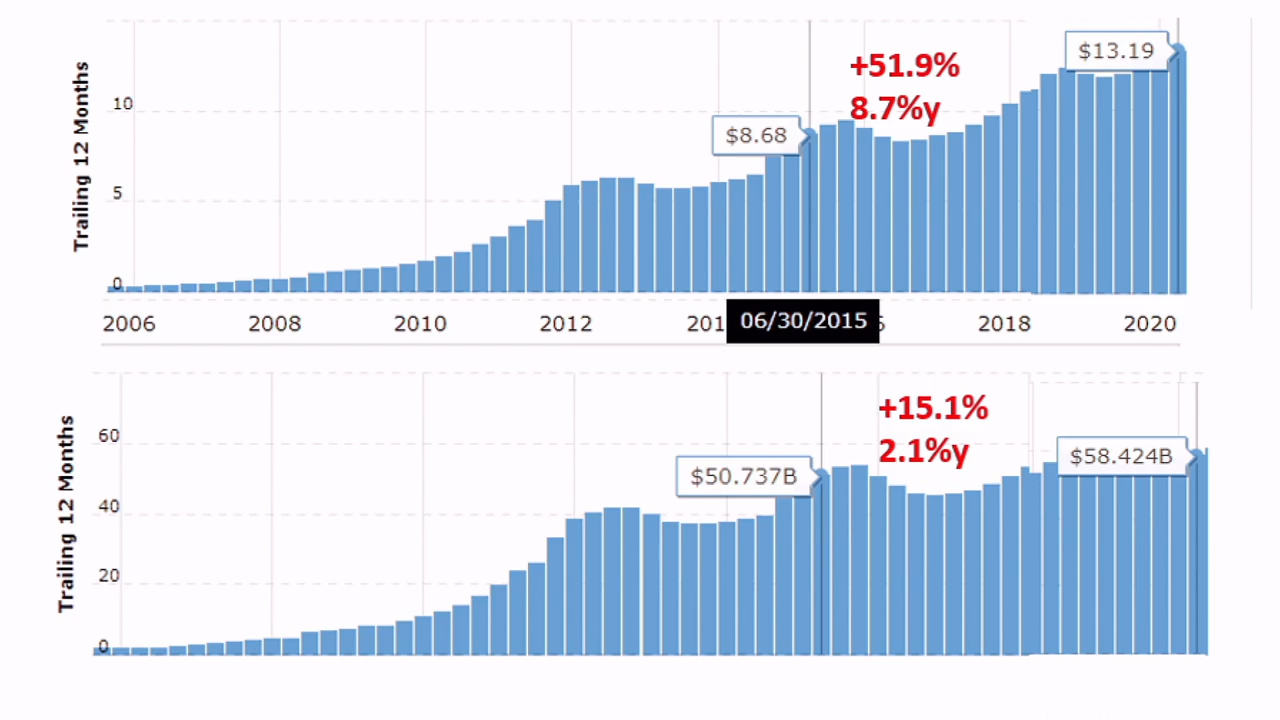 Trailing 12 Months
$13.19
+51.9%
8.7%y
10
$8.68
5
0
2006 2008 2010 2012 201 06/30/2015 6 2018 2020
Trailing 12 Months
+15.1%
2.1%y
60
$58.424B
$50.737B
40
20
0